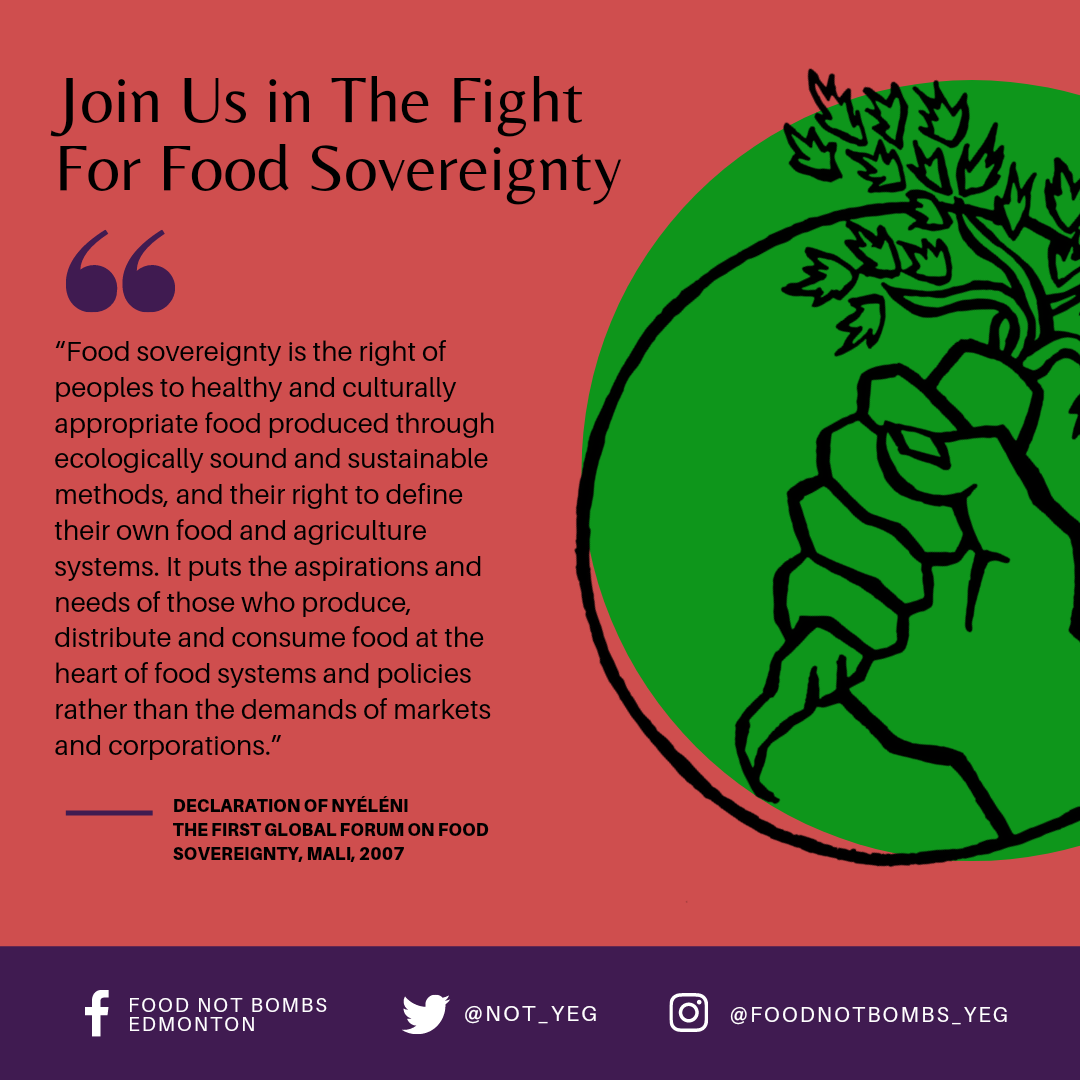 Join Us in The Fight
For Food Sovereignty
“Food sovereignty is the right of
peoples to healthy and culturally
appropriate food produced through
ecologically sound and sustainable
methods, and their right to define
their own food and agriculture
systems. It puts the aspirations and
needs of those who produce,
distribute and consume food at the
heart of food systems and policies
rather than the demands of markets
and corporations.”
DECLARATION OF NYÉLÉNI
THE FIRST GLOBAL FORUM ON FOOD
SOVEREIGNTY, MALI, 2007
FOOD NOT BOMBS
EDMONTON
@NOT_YEG
@FOODNOTBOMBS_YEG